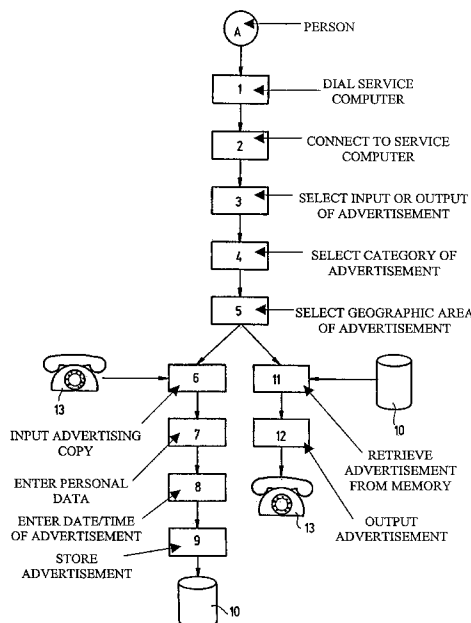 A
PERSON
1
DIAL SERVICE
COMPUTER
2
CONNECT TO SERVICE
COMPUTER
3
SELECT INPUT OR OUTPUT
OF ADVERTISEMENT
4
SELECT CATEGORY OF
ADVERTISEMENT
5
SELECT GEOGRAPHIC AREA
OF ADVERTISEMENT
13
6
11
10
INPUT ADVERTISING
COPY
7
12
RETRIEVE
ADVERTISEMENT
FROM MEMORY
ENTER PERSONAL
DATA
8
13
ENTER DATE/TIME
OF ADVERTISEMENT
OUTPUT
ADVERTISEMENT
9
STORE
ADVERTISEMENT
10